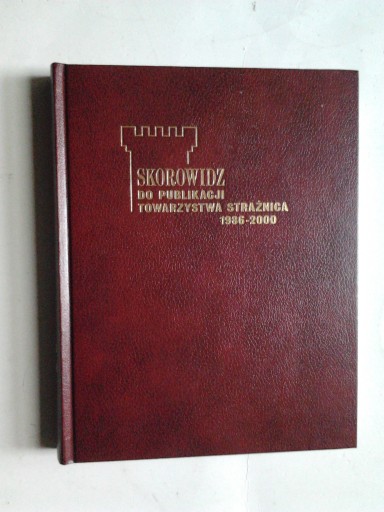 SKOROWIDZ
DO PUBLIKACJI
TOWARZYSTWA STRAŻNICA
1986-2000